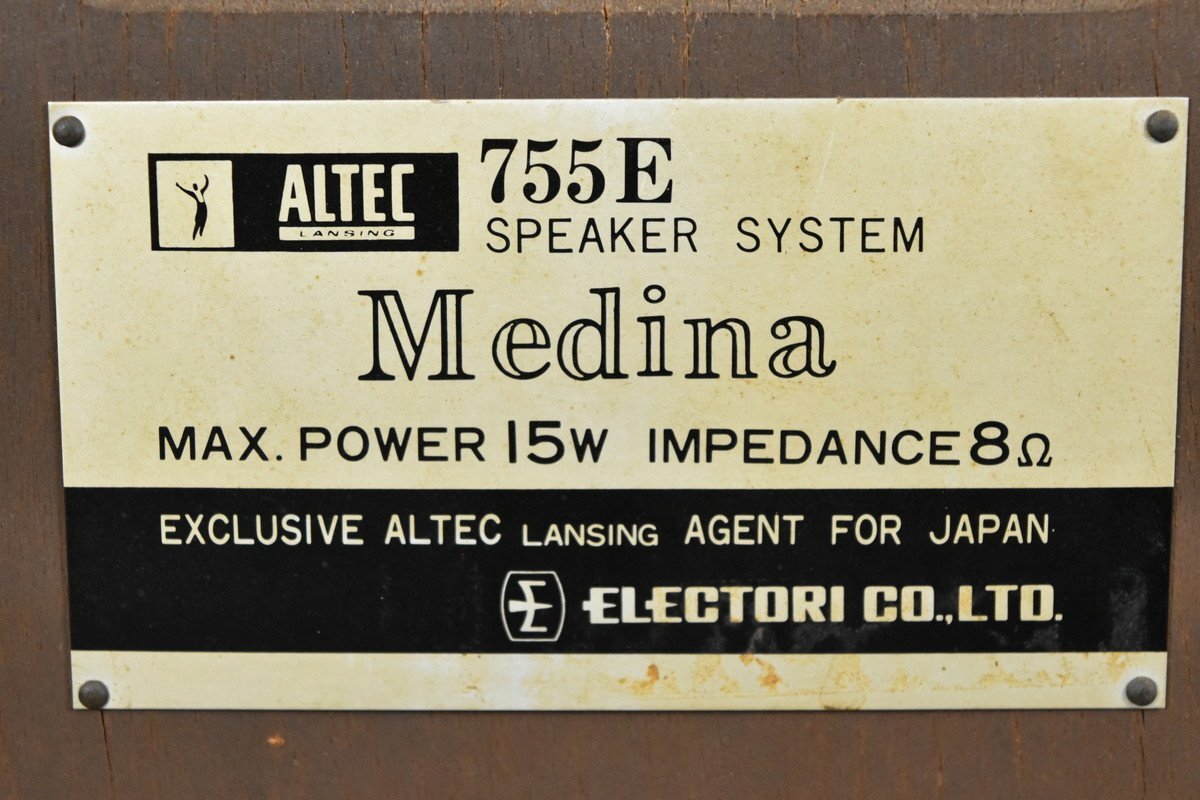 ALTEC
LANSING
755E
SPEAKER SYSTEM
Medina
MAX. POWER 15W IMPEDANCE 8Ω
EXCLUSIVE ALTEC LANSING AGENT FOR JAPAN
ELECTORI CO., LTD.